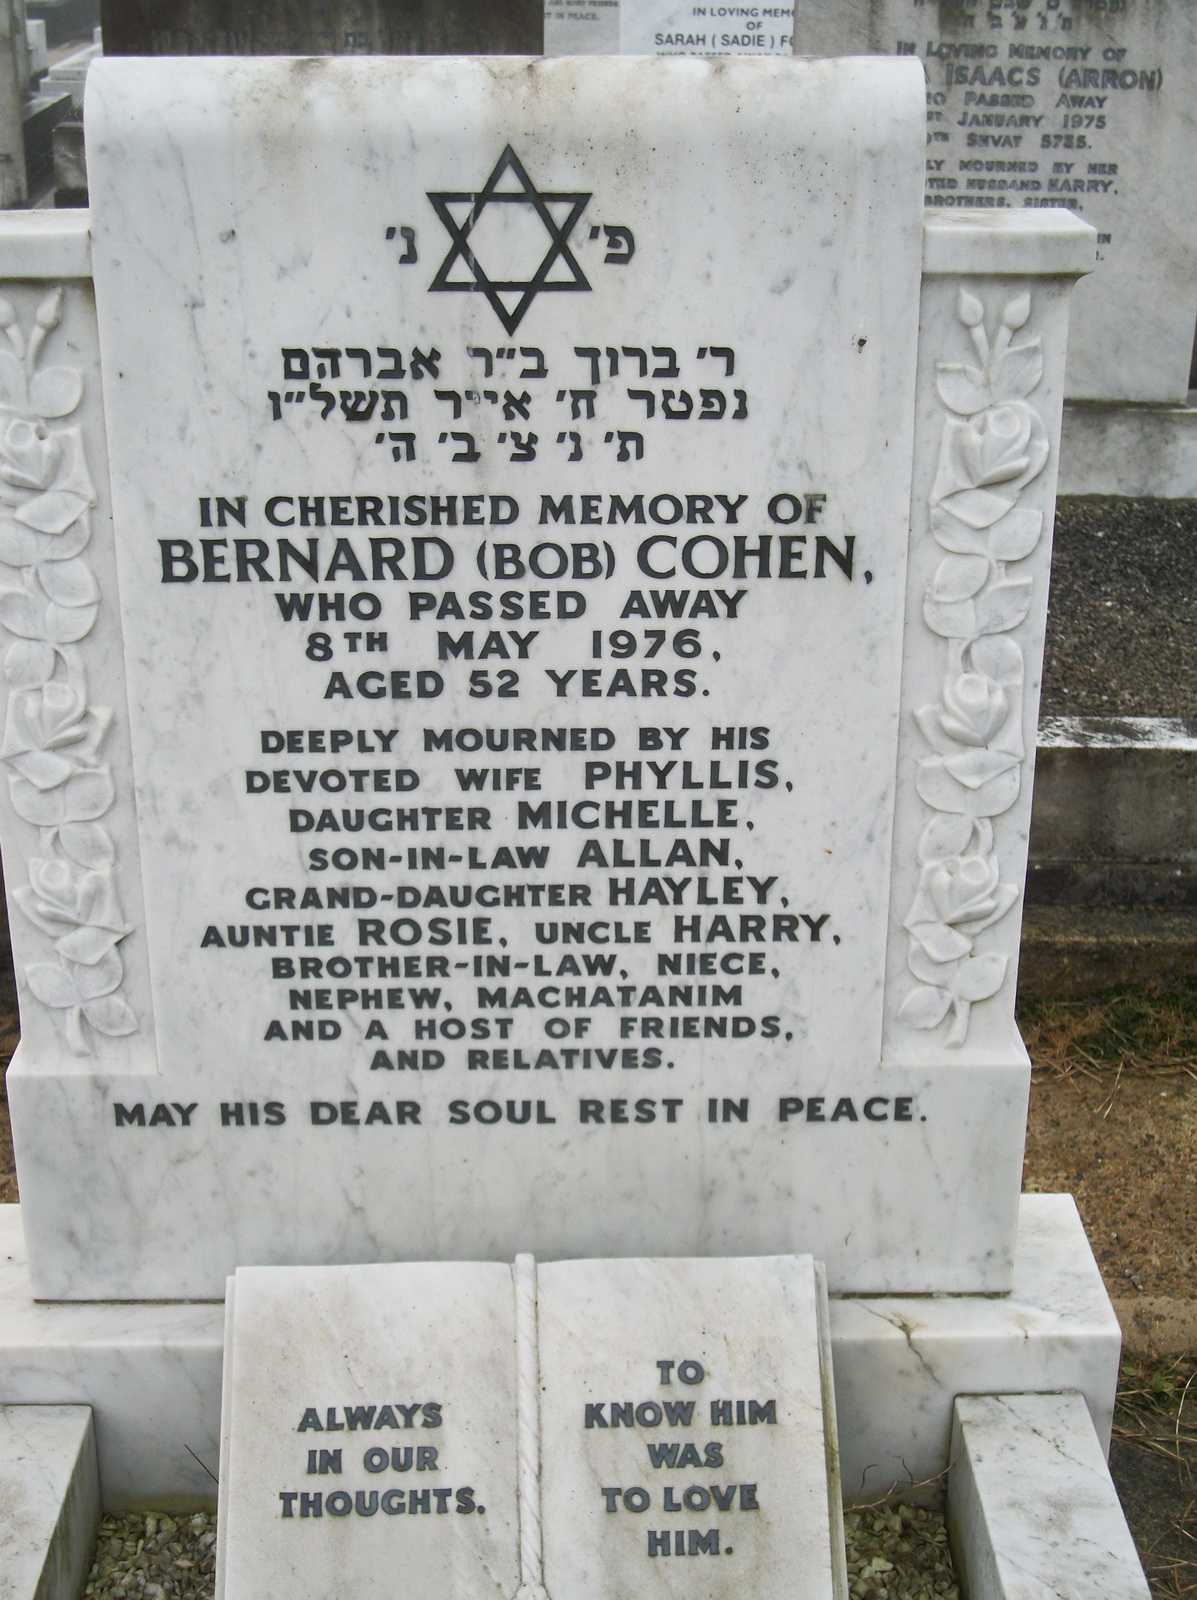 IN LOVING
OF
SARAH ( SADIE )
IN LOVING MEMORY OF
ISAACS (ARRON)
PASSED AWAY
JANUARY 1975
SHVAT 5735.
MOURNED BY HER
HUSBAND HARRY,
BROTHERS, SISTER,
פ' נ'
ר' ברוך ב"ר אברהם
נפטר ח' אייר תשל"ו
ת' נ' צ' ב' ה'
IN CHERISHED MEMORY OF
BERNARD (BOB) COHEN,
WHO PASSED AWAY
8TH MAY 1976,
AGED 52 YEARS.
DEEPLY MOURNED BY HIS
DEVOTED WIFE PHYLLIS,
DAUGHTER MICHELLE,
SON-IN-LAW ALLAN,
GRAND-DAUGHTER HAYLEY,
AUNTIE ROSIE, UNCLE HARRY,
BROTHER-IN-LAW, NIECE,
NEPHEW, MACHATANIM
AND A HOST OF FRIENDS,
AND RELATIVES.
MAY HIS DEAR SOUL REST IN PEACE.
ALWAYS
IN OUR
THOUGHTS.
TO
KNOW HIM
WAS
TO LOVE
HIM.